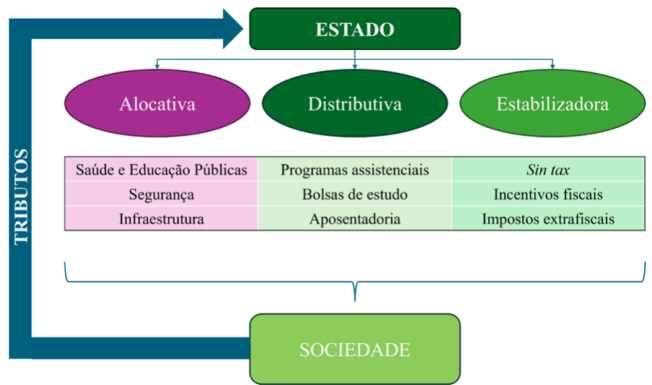 ESTADO
Alocativa
Distributiva
Estabilizadora
Saúde e Educação Públicas
Programas assistenciais
Sin tax
Segurança
Bolsas de estudo
Incentivos fiscais
Infraestrutura
Aposentadoria
Impostos extrafiscais
TRIBUTOS
SOCIEDADE